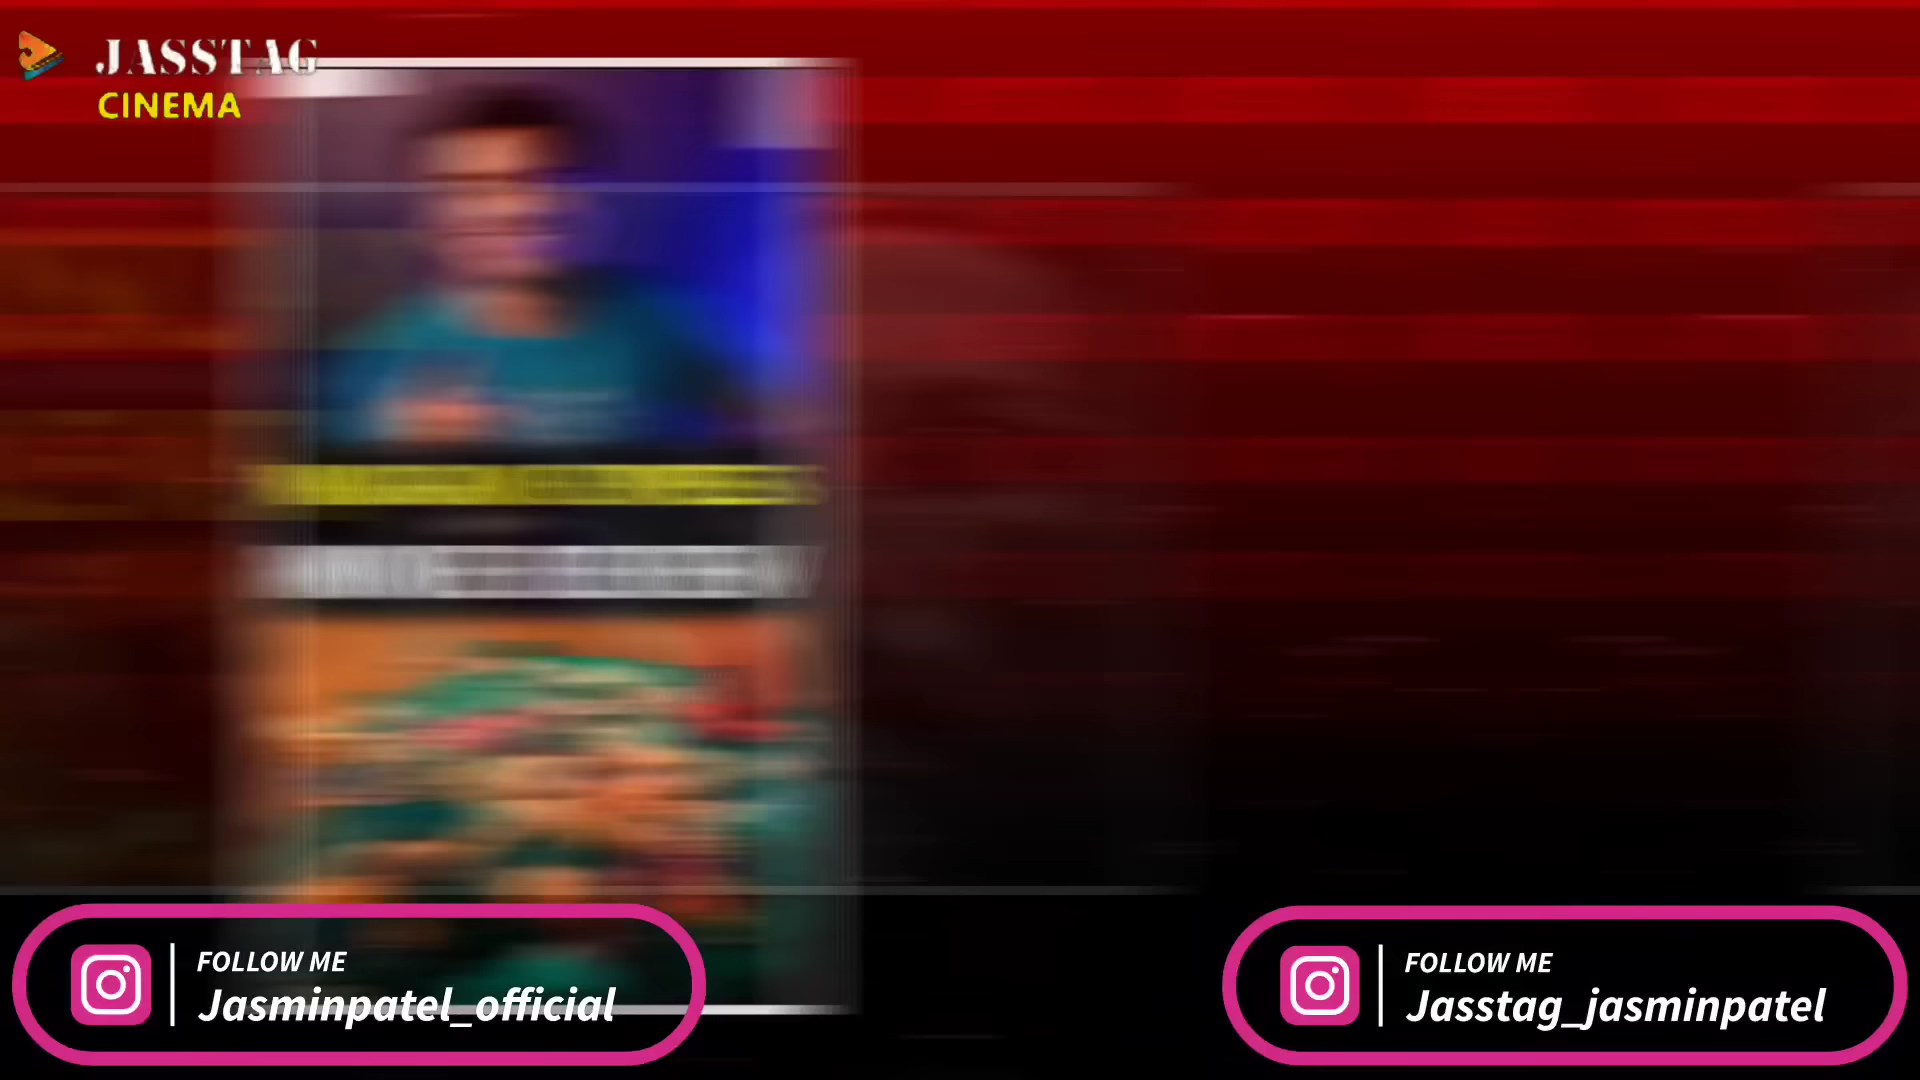 JASSTAG
CINEMA
FOLLOW ME
Jasminpatel_official
FOLLOW ME
Jasstag_jasminpatel